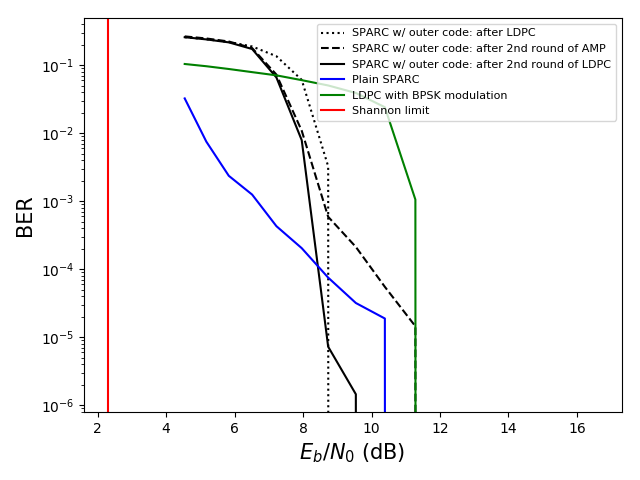 SPARC w/ outer code: after LDPC
SPARC w/ outer code: after 2nd round of AMP
SPARC w/ outer code: after 2nd round of LDPC
Plain SPARC
LDPC with BPSK modulation
Shannon limit
BER
10⁻¹
10⁻²
10⁻³
10⁻⁴
10⁻⁵
10⁻⁶
2 4 6 8 10 12 14 16
E_b/N_0 (dB)